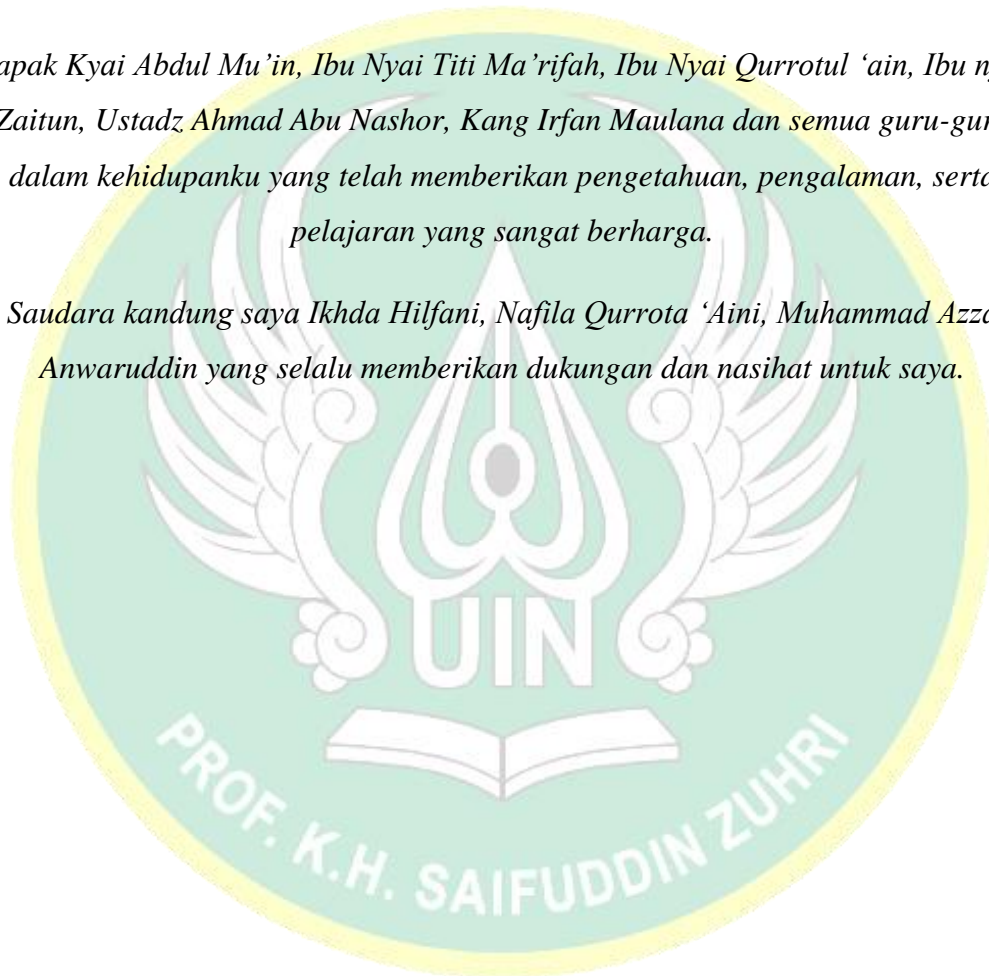 apak Kyai Abdul Mu’in, Ibu Nyai Titi Ma’rifah, Ibu Nyai Qurrotul ‘ain, Ibu
Zaitun, Ustadz Ahmad Abu Nashor, Kang Irfan Maulana dan semua guru-gur
dalam kehidupanku yang telah memberikan pengetahuan, pengalaman, serta
pelajaran yang sangat berharga.
Saudara kandung saya Ikhda Hilfani, Nafila Qurrota ‘Aini, Muhammad Azza
Anwaruddin yang selalu memberikan dukungan dan nasihat untuk saya.
UIN
PROF. K.H. SAIFUDDIN ZUHRI